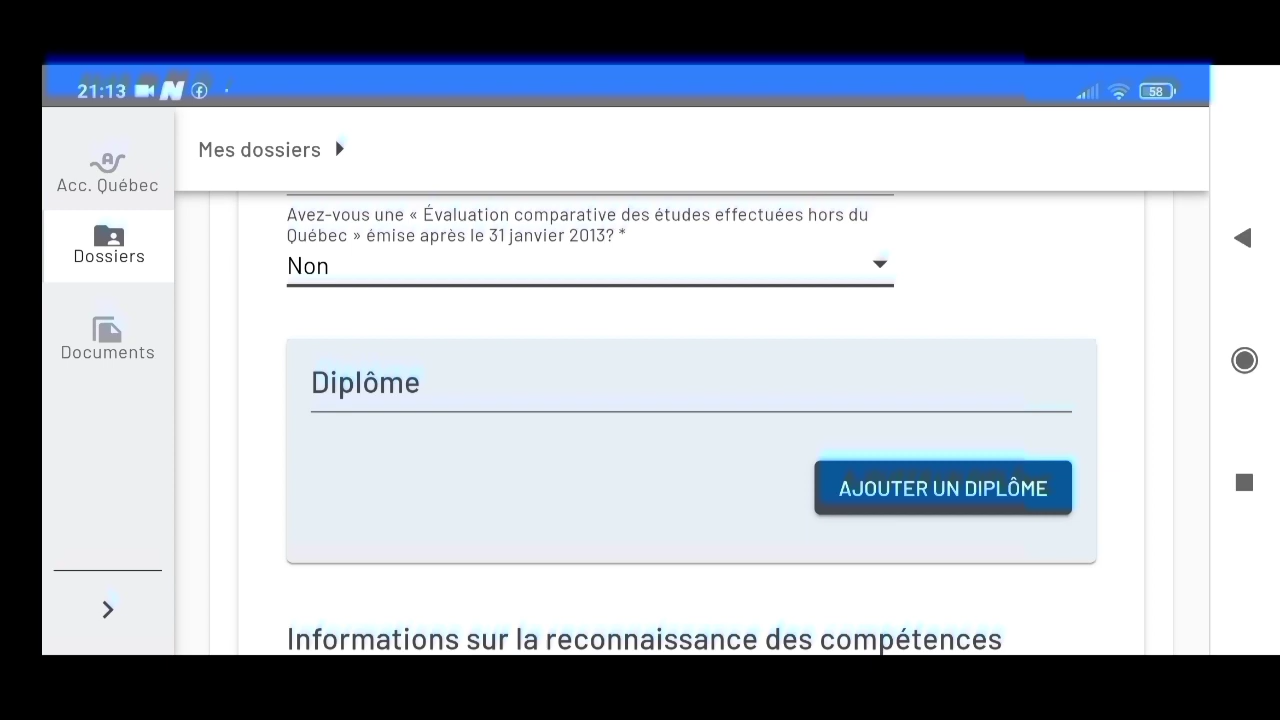 21:13
58
Mes dossiers
Acc. Québec
Dossiers
Documents
Avez-vous une « Évaluation comparative des études effectuées hors du
Québec » émise après le 31 janvier 2013? *
Non
Diplôme
AJOUTER UN DIPLÔME
Informations sur la reconnaissance des compétences